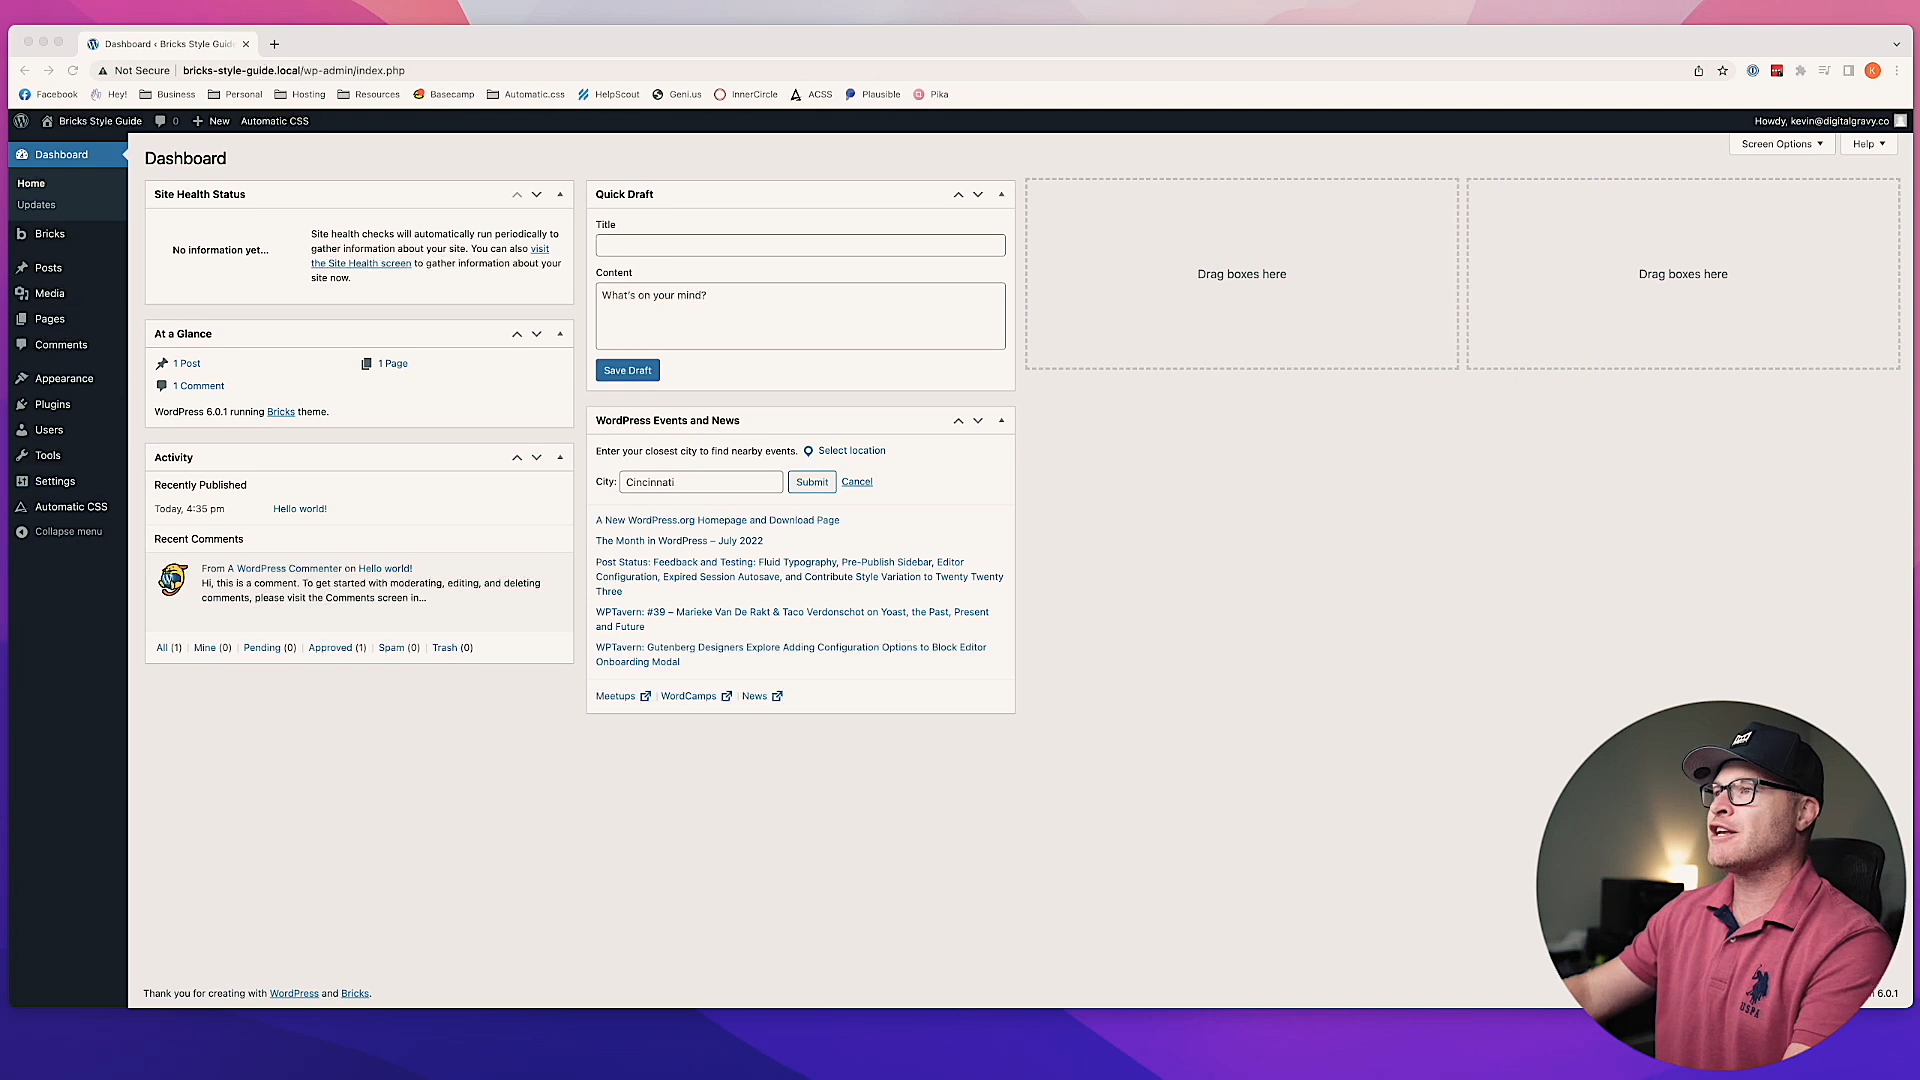 Dashboard ‹ Bricks Style Guide
Not Secure
bricks-style-guide.local/wp-admin/index.php
K
Facebook
Hey!
Business
Personal
Hosting
Resources
Basecamp
Automatic.css
HelpScout
Geni.us
InnerCircle
ACSS
Plausible
Pika
Bricks Style Guide
0
New
Automatic CSS
Howdy, kevin@digitalgravy.co
Dashboard
Home
Updates
Bricks
Posts
Media
Pages
Comments
Appearance
Plugins
Users
Tools
Settings
Automatic CSS
Collapse menu
Dashboard
Screen Options
Help
Site Health Status
No information yet...
Site health checks will automatically run periodically to
gather information about your site. You can also visit
the Site Health screen to gather information about your
site now.
At a Glance
1 Post
1 Page
1 Comment
WordPress 6.0.1 running Bricks theme.
Activity
Recently Published
Today, 4:35 pm
Hello world!
Recent Comments
From A WordPress Commenter on Hello world!
Hi, this is a comment. To get started with moderating, editing, and deleting
comments, please visit the Comments screen in...
All (1) | Mine (0) | Pending (0) | Approved (1) | Spam (0) | Trash (0)
Quick Draft
Title
Content
What's on your mind?
Save Draft
WordPress Events and News
Enter your closest city to find nearby events.
Select location
City:
Cincinnati
Submit
Cancel
A New WordPress.org Homepage and Download Page
The Month in WordPress – July 2022
Post Status: Feedback and Testing: Fluid Typography, Pre-Publish Sidebar, Editor
Configuration, Expired Session Autosave, and Contribute Style Variation to Twenty Twenty
Three
WPTavern: #39 – Marieke Van De Rakt & Taco Verdonschot on Yoast, the Past, Present
and Future
WPTavern: Gutenberg Designers Explore Adding Configuration Options to Block Editor
Onboarding Modal
Meetups | WordCamps | News
Drag boxes here
Drag boxes here
Thank you for creating with WordPress and Bricks.
6.0.1
USPA